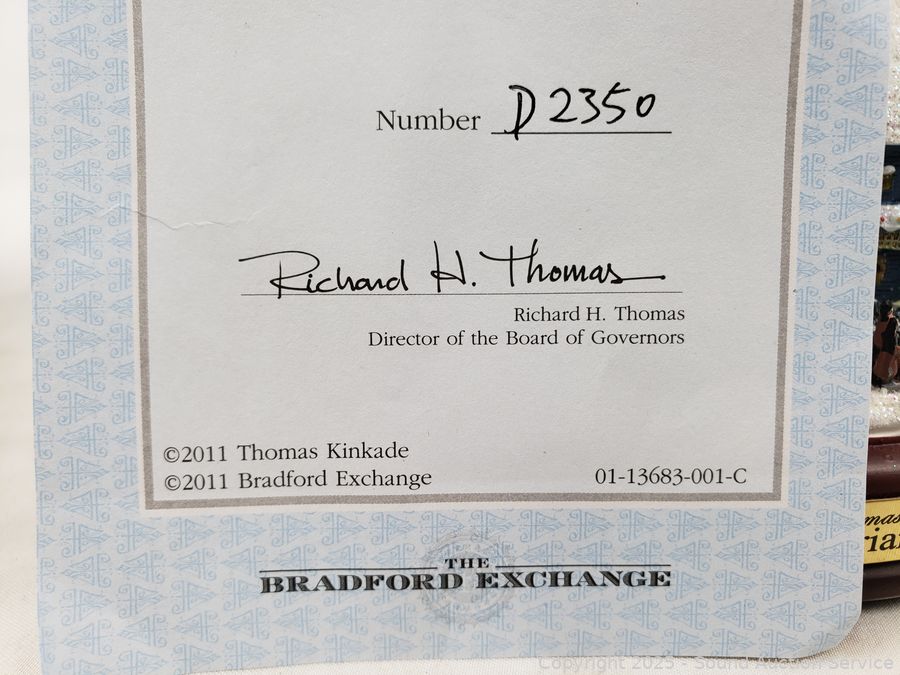 Number D2350
Richard H. Thomas
Richard H. Thomas
Director of the Board of Governors
©2011 Thomas Kinkade
©2011 Bradford Exchange
01-13683-001-C
THE
BRADFORD EXCHANGE
Copyright 2025 - Sound Auction Service